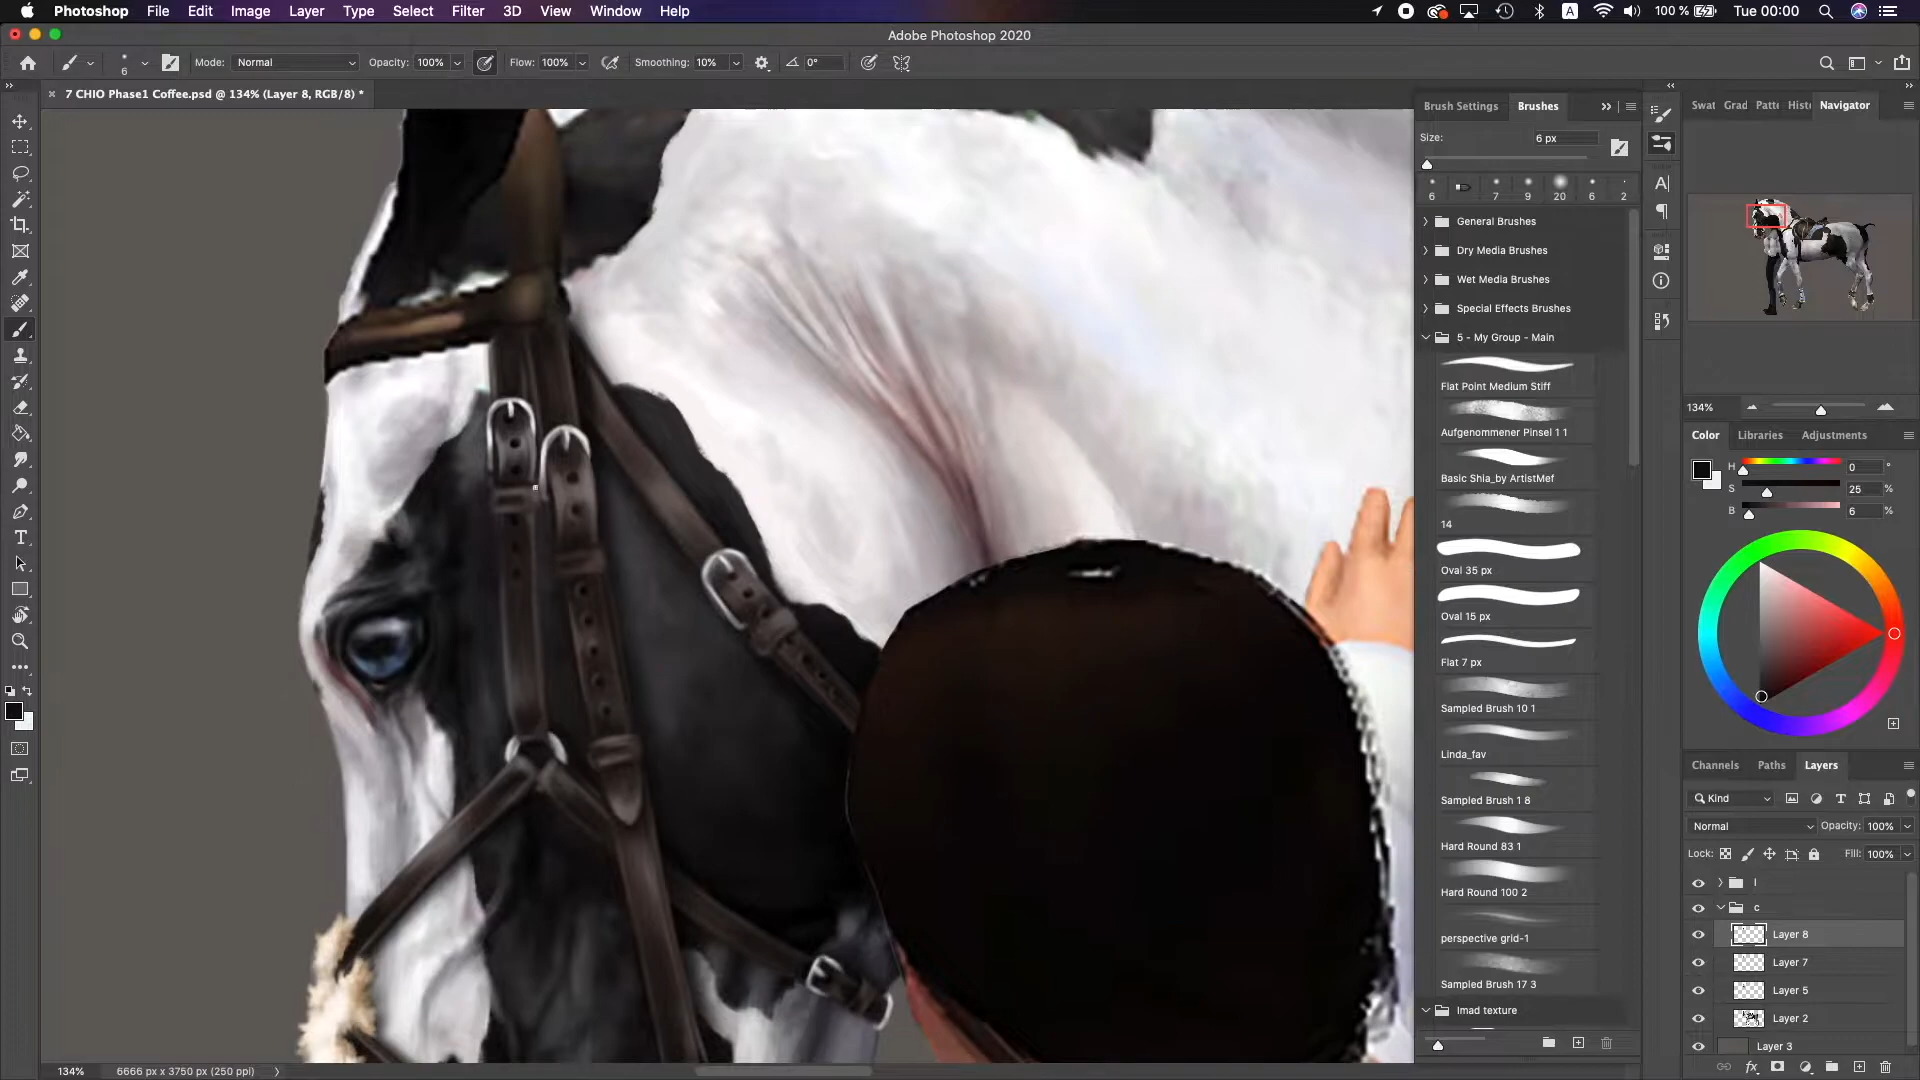 Photoshop File Edit Image Layer Type Select Filter 3D View Window Help
A 100 % Tue 00:00
Adobe Photoshop 2020
6 Mode: Normal Opacity: 100% Flow: 100% Smoothing: 10% 0°
7 CHIO Phase1 Coffee.psd @ 134% (Layer 8, RGB/8) *
Brush Settings Brushes
Swat Grad Patte Histo Navigator
Size: 6 px
6 7 9 20 6 2
General Brushes
Dry Media Brushes
Wet Media Brushes
Special Effects Brushes
5 - My Group - Main
Flat Point Medium Stiff
Aufgenommener Pinsel 1 1
Basic Shia_by ArtistMef
14
Oval 35 px
Oval 15 px
Flat 7 px
Sampled Brush 10 1
Linda_fav
Sampled Brush 1 8
Hard Round 83 1
Hard Round 100 2
perspective grid-1
Sampled Brush 17 3
Imad texture
134%
Color Libraries Adjustments
H 0 °
S 25 %
B 6 %
Channels Paths Layers
Kind
Normal Opacity: 100%
Lock: Fill: 100%
l
c
Layer 8
Layer 7
Layer 5
Layer 2
Layer 3
134% 6666 px x 3750 px (250 ppi)